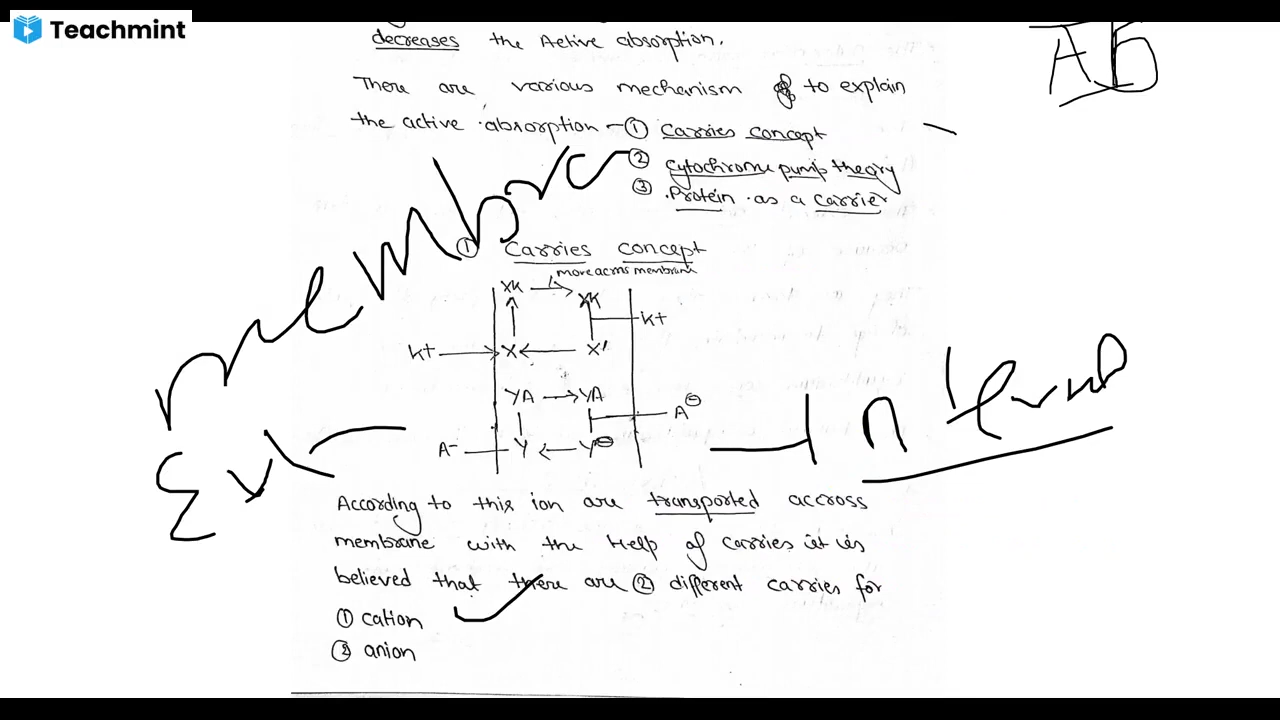 Teachmint
decreases the Active absorption.
AB
There are various mechanism to explain
the active absorption - ① Carries concept
② cytochrome pump theory
③ Protein as a carrier
membra
① Carries concept
move across membrane
XK → XK
K+
K+ → X ← X'
YA → YA
A⊖
A- Y ← Y⊖
Ext
Internal
According to this ion are transported accross
membrane with the Help of carries it is
believed that there are ② different carries for
① cation
② anion